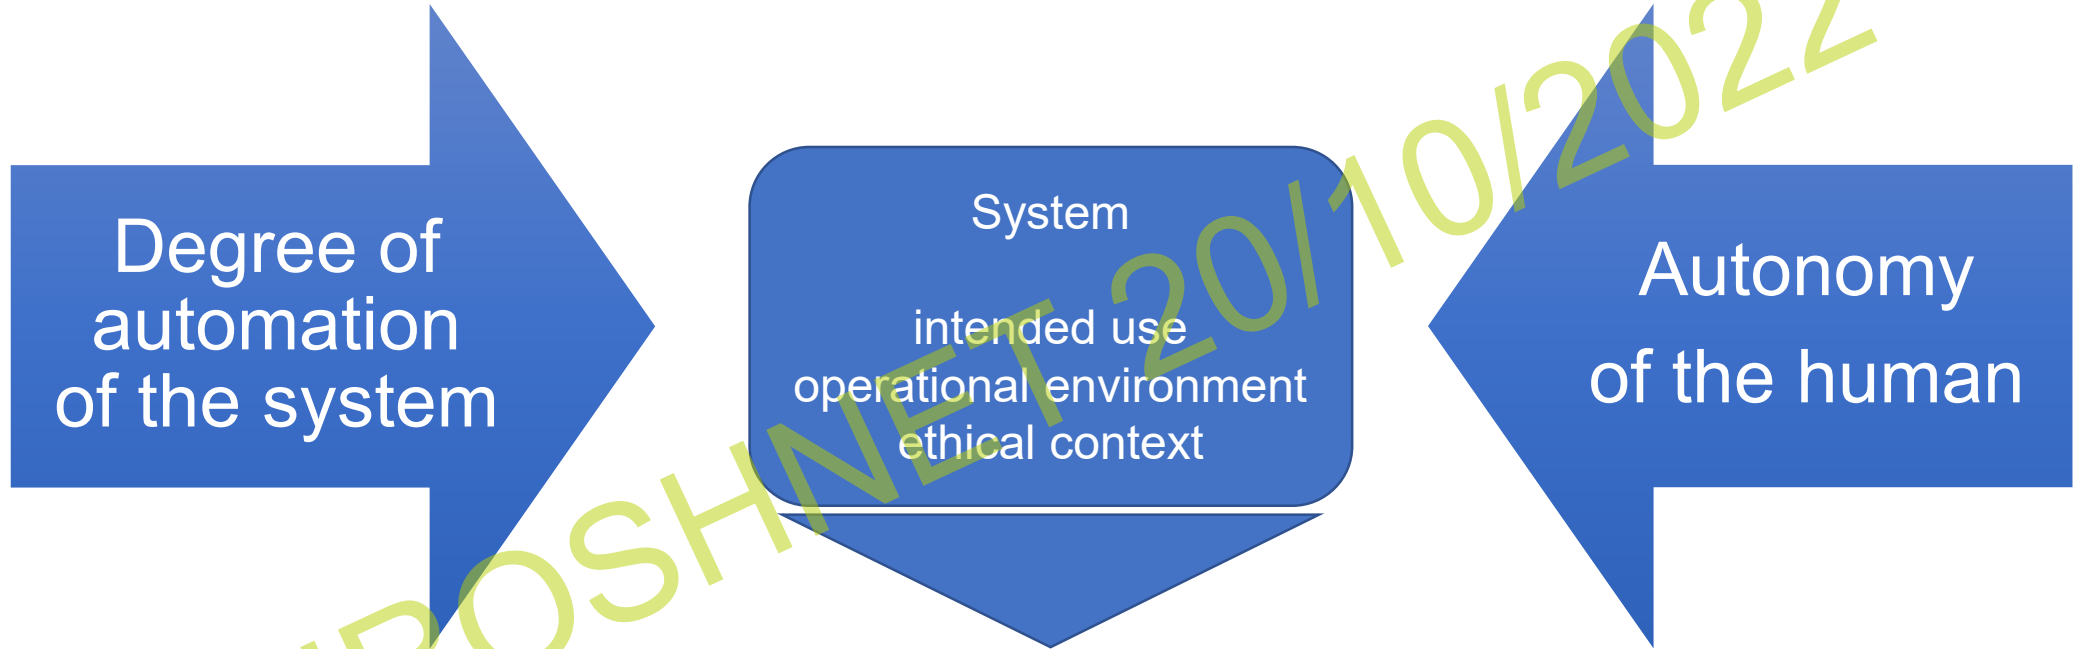 Degree of
automation
of the system
System
intended use
operational environment
ethical context
Autonomy
of the human
OSHNET 20/10/2022